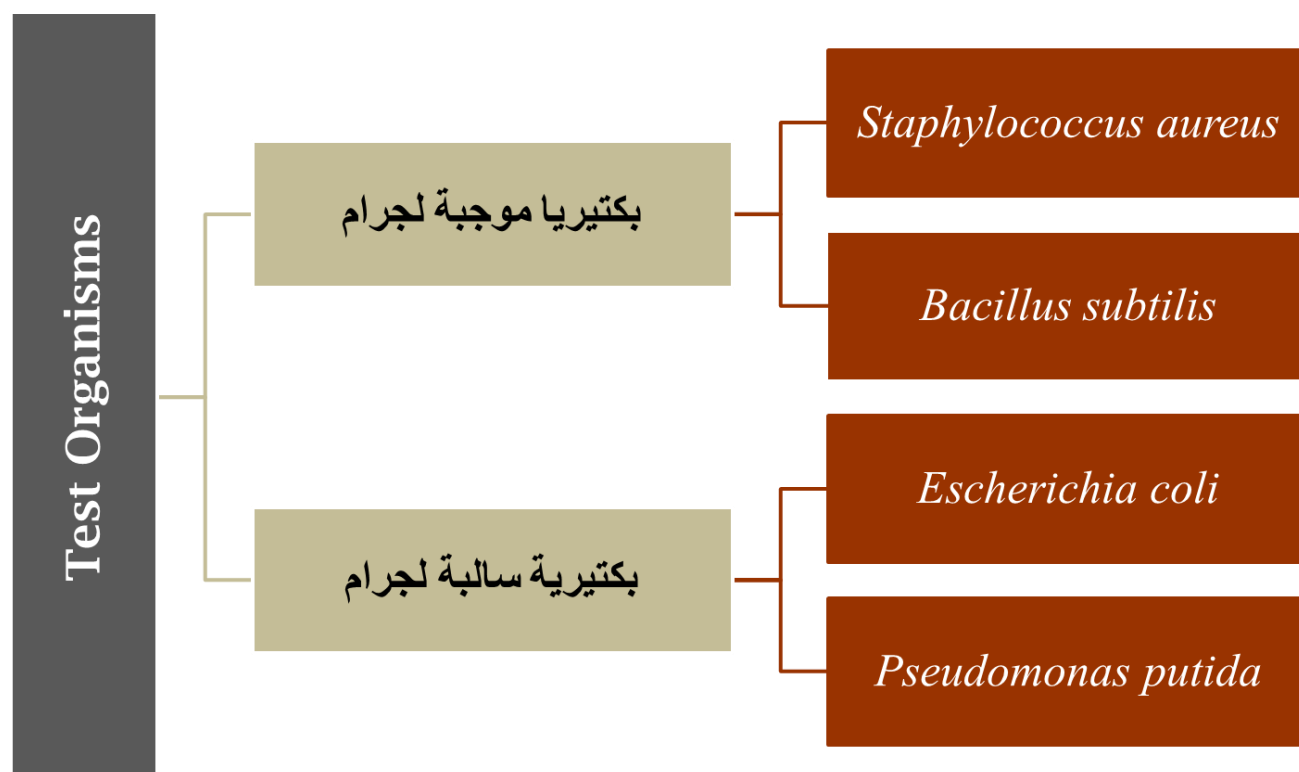 Test Organisms
بكتيريا موجبة لجرام
Staphylococcus aureus
Bacillus subtilis
بكتيرية سالبة لجرام
Escherichia coli
Pseudomonas putida